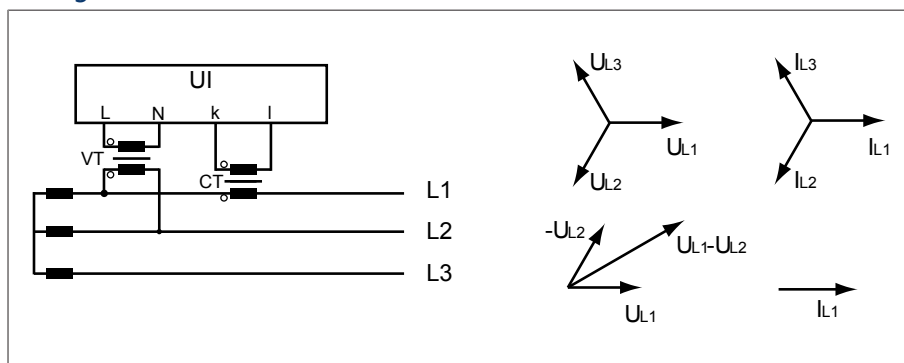 UI
L N k l
VT
CT
L1
L2
L3
UL3
UL1
UL2
IL3
IL1
IL2
-UL2
UL1-UL2
UL1
IL1